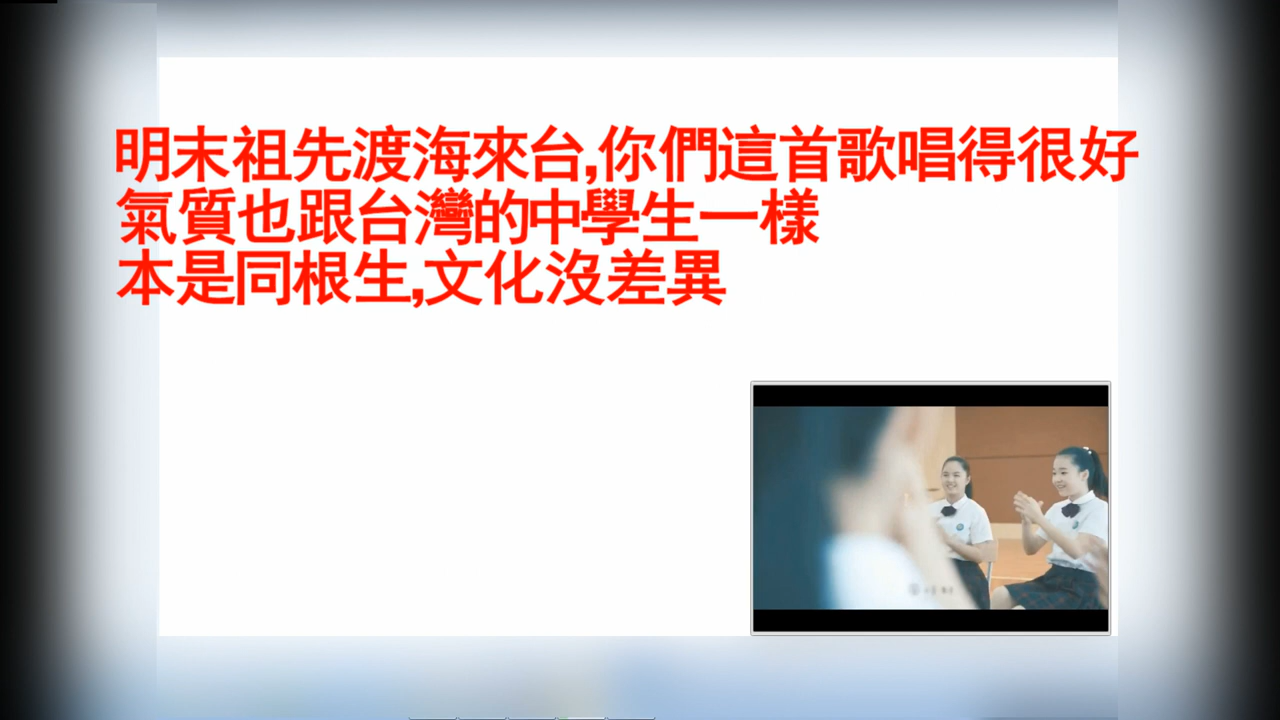 明末祖先渡海來台,你們這首歌唱得很好
氣質也跟台灣的中學生一樣
本是同根生,文化沒差異